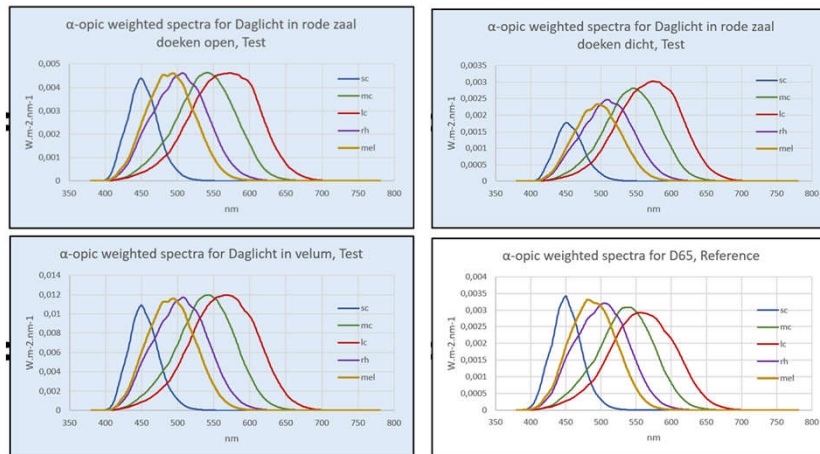 α-opic weighted spectra for Daglicht in rode zaal
doeken open, Test
0,005
0,004
0,003
0,002
0,001
0
W.m-2.nm-1
350 400 450 500 550 600 650 700 750 800
nm
sc
mc
lc
rh
mel
α-opic weighted spectra for Daglicht in rode zaal
doeken dicht, Test
0,0035
0,003
0,0025
0,002
0,0015
0,001
0,0005
0
W.m-2.nm-1
350 400 450 500 550 600 650 700 750 800
nm
sc
mc
lc
rh
mel
α-opic weighted spectra for Daglicht in velum, Test
0,014
0,012
0,01
0,008
0,006
0,004
0,002
0
W.m-2.nm-1
350 400 450 500 550 600 650 700 750 800
nm
sc
mc
lc
rh
mel
α-opic weighted spectra for D65, Reference
0,004
0,0035
0,003
0,0025
0,002
0,0015
0,001
0,0005
0
W.m-2.nm-1
350 400 450 500 550 600 650 700 750 800
nm
sc
mc
lc
rh
mel